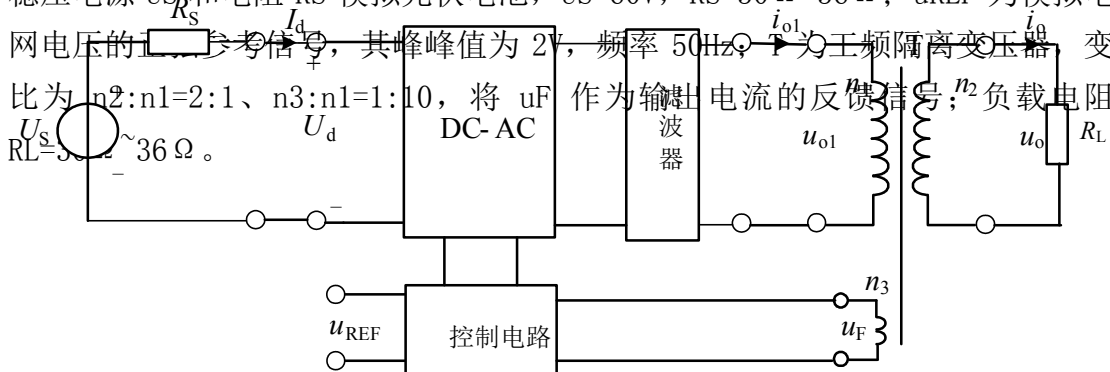 稳压电源 US 和电阻 RS 模拟光伏电池, US=60V, RS=30Ω~36Ω; uREF 为模拟电
网电压的正弦参考信号, 其峰峰值为 2V, 频率 50Hz; T 为工频隔离变压器, 变
比为 n2:n1=2:1、n3:n1=1:10, 将 uF 作为输出电流的反馈信号; 负载电阻
RL=30Ω~36Ω。
RS
Id
io1
io
+
US
+
−
Ud
−
DC-AC
滤
波
器
uo1
n1
T
n2
uo
RL
n3
uREF
控制电路
uF